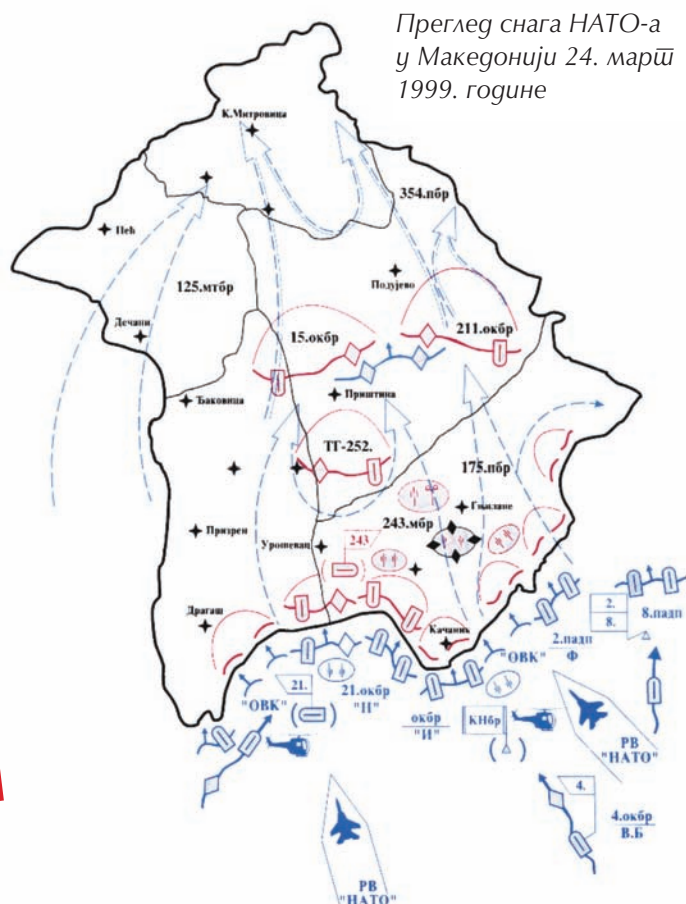 Преглед снага НАТО-а
у Македонији 24. март
1999. године
К.Митровица
354.пбр
Пећ
125.мтбр
Подујево
Дечани
15.окбр
211.окбр
Ђаковица
Приштина
ТГ-252.
175.пбр
Гњилане
243.мбр
Призрен
Урошевац
243
Драгаш
Качаник
2.
8.
8.падп
2.падп
Ф
"ОВК"
"ОВК"
21.
21.окбр
"Н"
окбр
"И"
КНбр
РВ
"НАТО"
4.
4.окбр
В.Б
РВ
"НАТО"